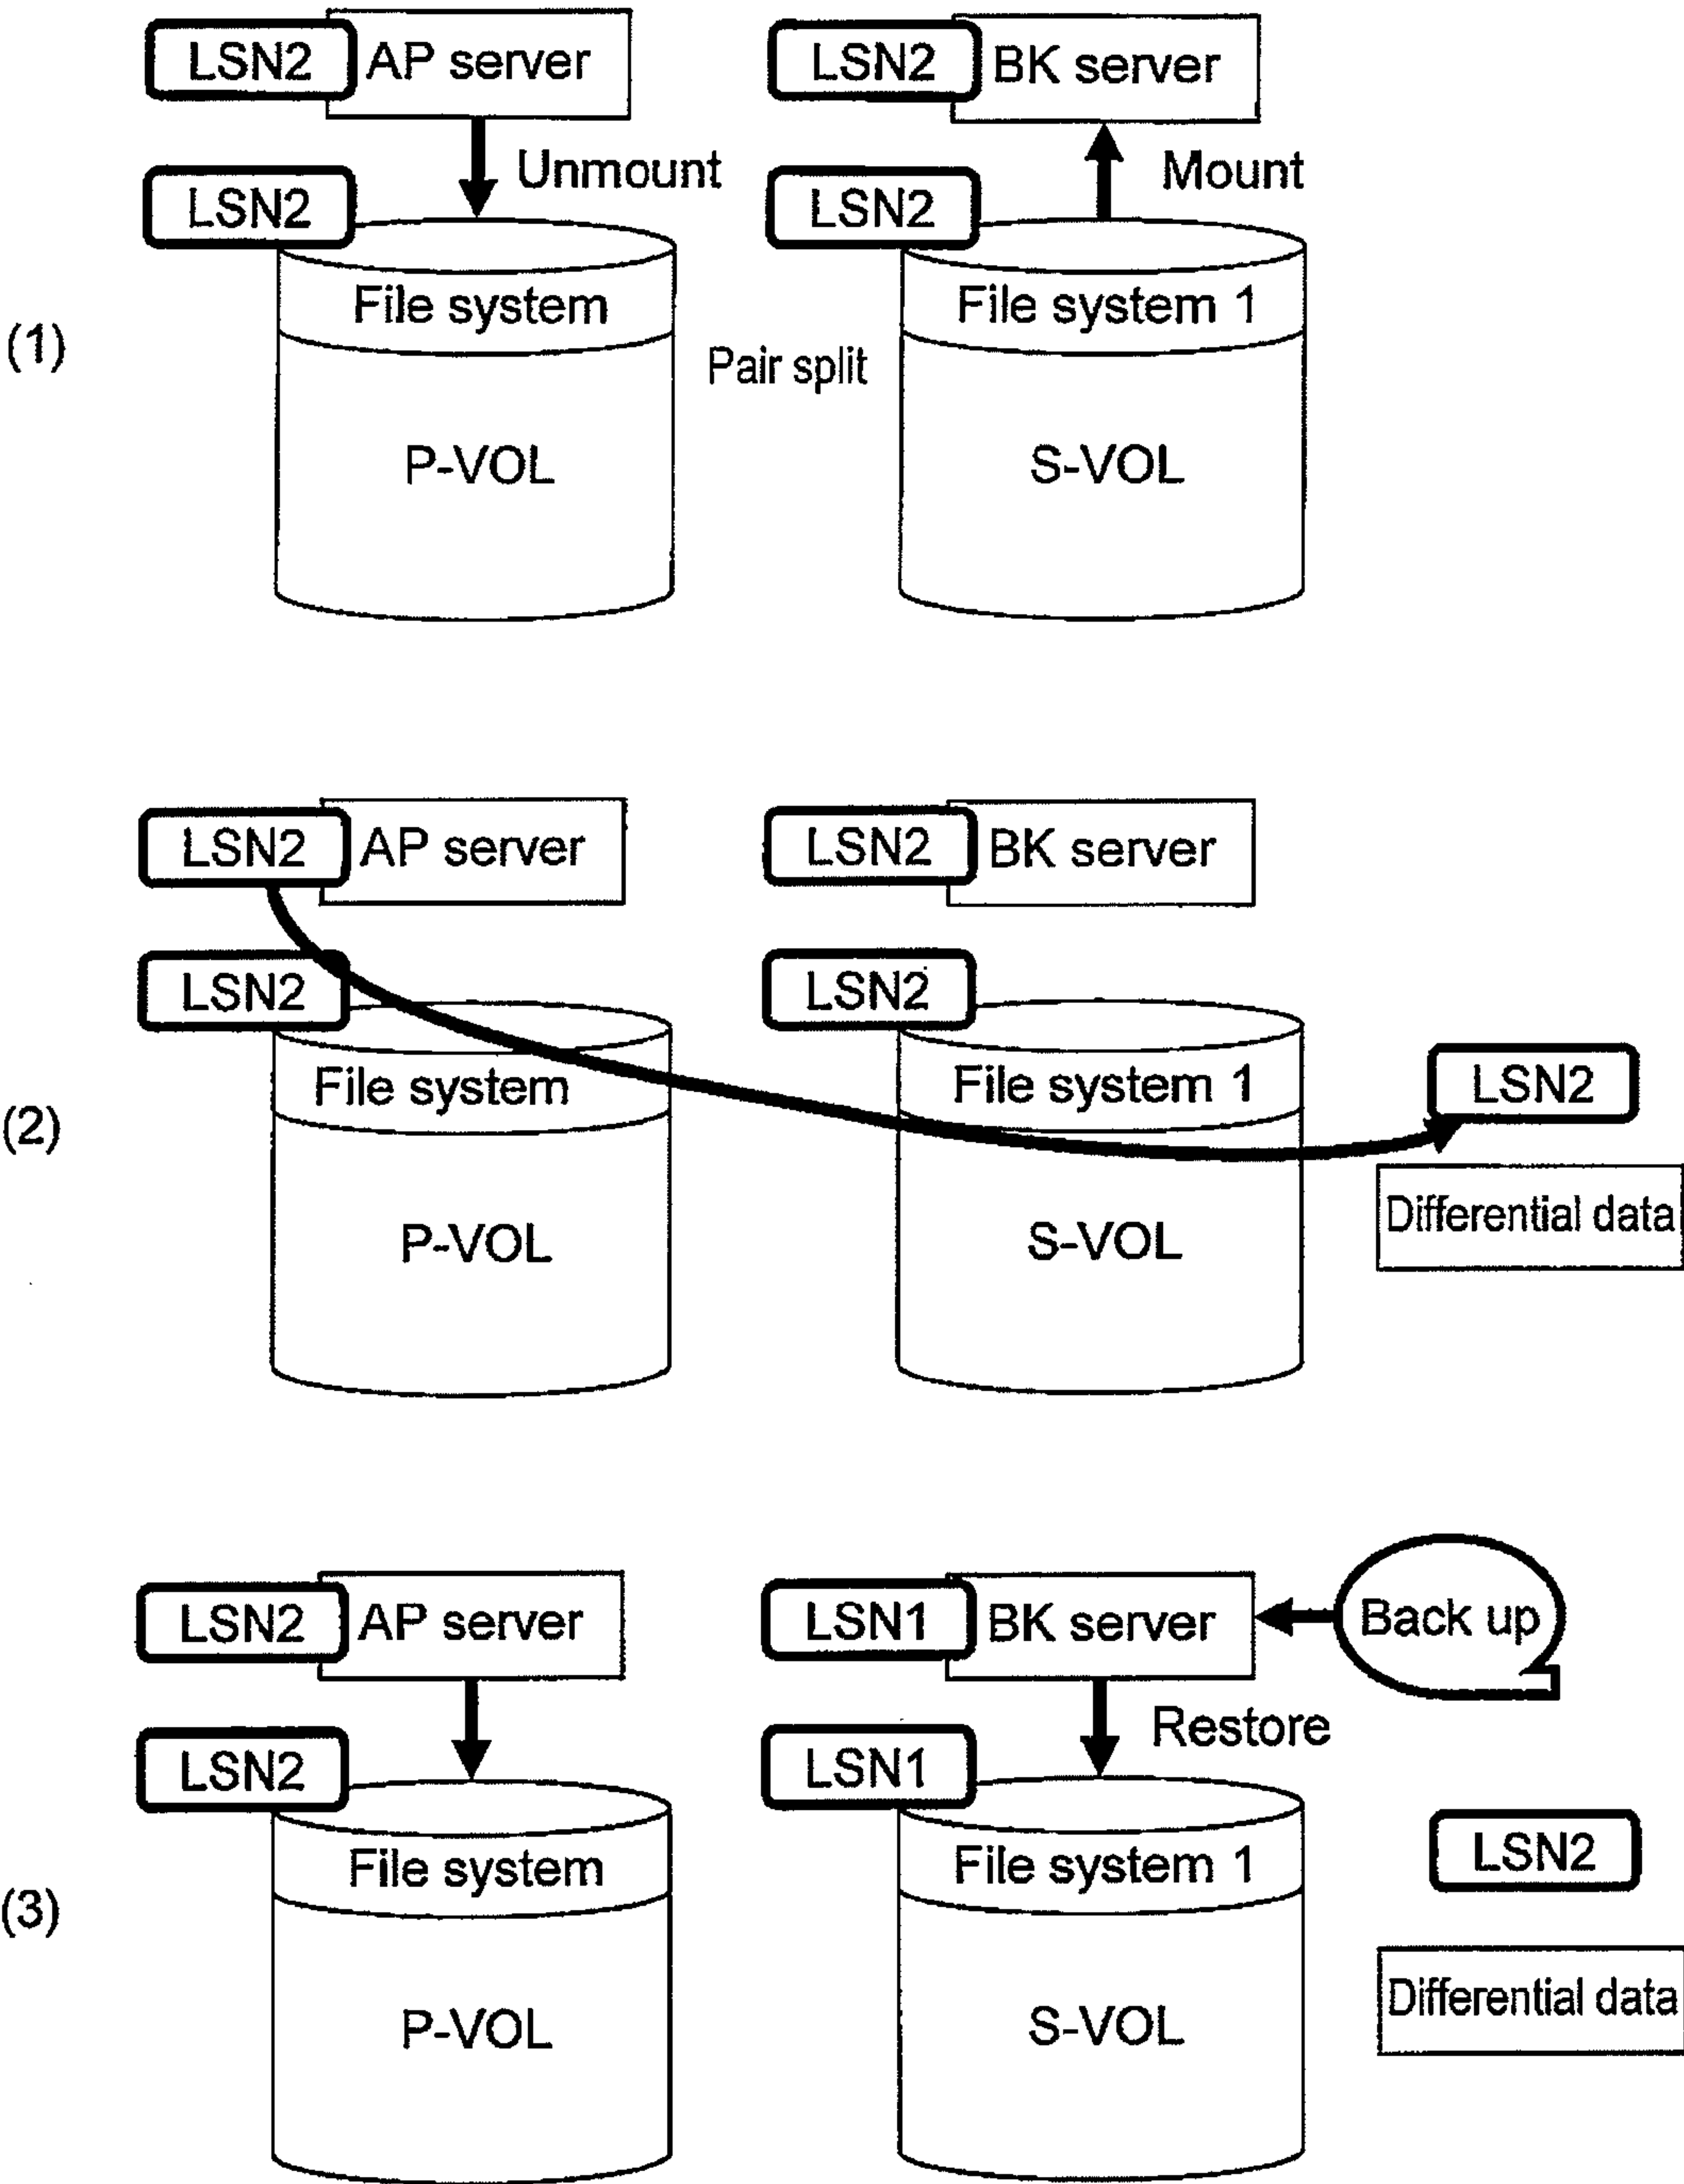 LSN2 AP server
LSN2 BK server
Unmount
Mount
LSN2
LSN2
File system
File system 1
(1)
Pair split
P-VOL
S-VOL
LSN2 AP server
LSN2 BK server
LSN2
LSN2
File system
File system 1
LSN2
(2)
Differential data
P-VOL
S-VOL
LSN2 AP server
LSN1 BK server
Back up
Restore
LSN2
LSN1
File system
File system 1
LSN2
(3)
Differential data
P-VOL
S-VOL